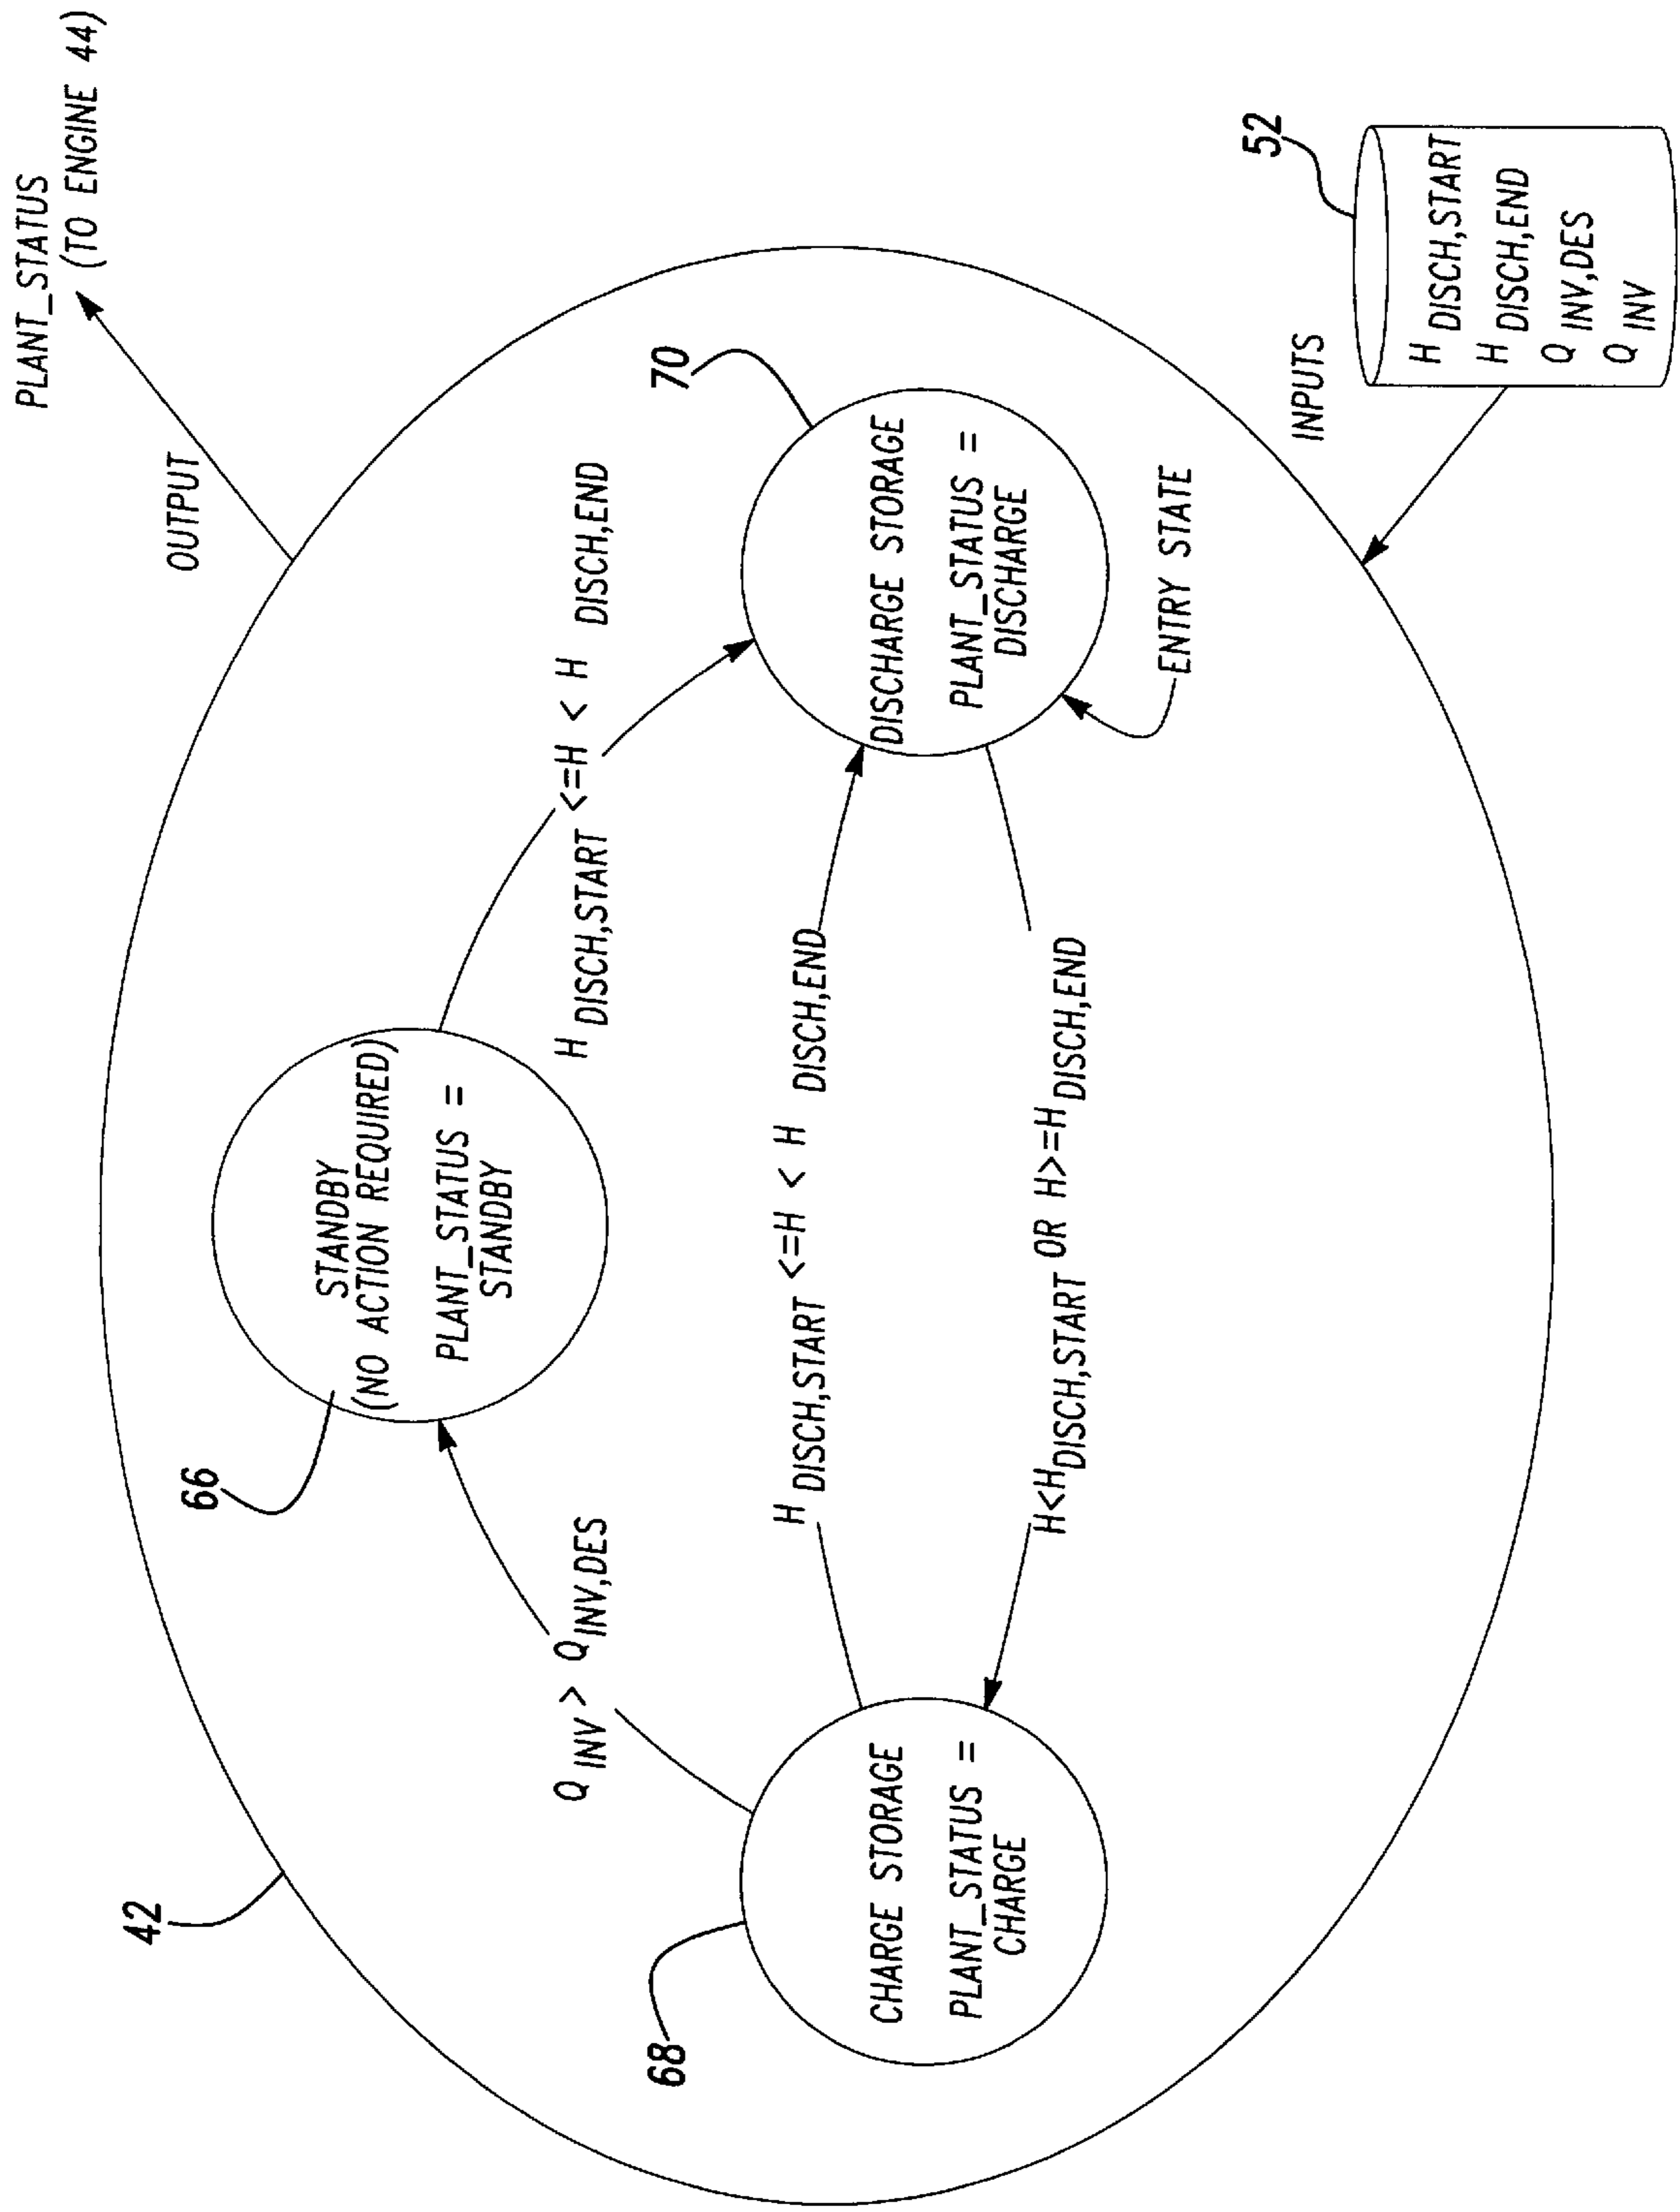 PLANT_STATUS
(TO ENGINE 44)
OUTPUT
42
66
STANDBY
(NO ACTION REQUIRED)
PLANT_STATUS =
STANDBY
Q INV > Q INV,DES
H DISCH,START <=H < H DISCH,END
68
CHARGE STORAGE
PLANT_STATUS =
CHARGE
H DISCH,START <=H < H DISCH,END
H<H DISCH,START OR H>=H DISCH,END
70
DISCHARGE STORAGE
PLANT_STATUS =
DISCHARGE
ENTRY STATE
INPUTS
52
H DISCH,START
H DISCH,END
Q INV,DES
Q INV